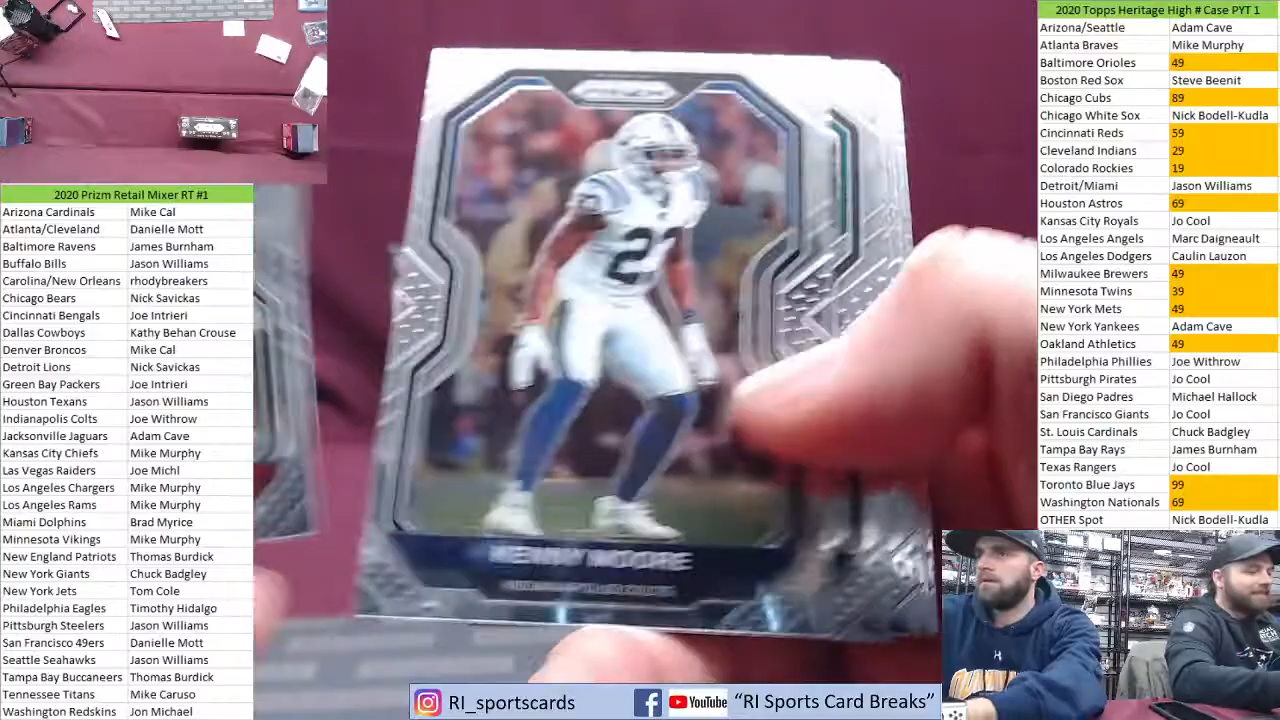 2020 Prizm Retail Mixer RT #1
Arizona Cardinals Mike Cal
Atlanta/Cleveland Danielle Mott
Baltimore Ravens James Burnham
Buffalo Bills Jason Williams
Carolina/New Orleans rhodybreakers
Chicago Bears Nick Savickas
Cincinnati Bengals Joe Intrieri
Dallas Cowboys Kathy Behan Crouse
Denver Broncos Mike Cal
Detroit Lions Nick Savickas
Green Bay Packers Joe Intrieri
Houston Texans Jason Williams
Indianapolis Colts Joe Withrow
Jacksonville Jaguars Adam Cave
Kansas City Chiefs Mike Murphy
Las Vegas Raiders Joe Michl
Los Angeles Chargers Mike Murphy
Los Angeles Rams Mike Murphy
Miami Dolphins Brad Myrice
Minnesota Vikings Mike Murphy
New England Patriots Thomas Burdick
New York Giants Chuck Badgley
New York Jets Tom Cole
Philadelphia Eagles Timothy Hidalgo
Pittsburgh Steelers Jason Williams
San Francisco 49ers Danielle Mott
Seattle Seahawks Jason Williams
Tampa Bay Buccaneers Thomas Burdick
Tennessee Titans Mike Caruso
Washington Redskins Jon Michael
KENNY MOORE
RI_sportscards
YouTube "RI Sports Card Breaks"
2020 Topps Heritage High # Case PYT 1
Arizona/Seattle Adam Cave
Atlanta Braves Mike Murphy
Baltimore Orioles 49
Boston Red Sox Steve Beenit
Chicago Cubs 89
Chicago White Sox Nick Bodell-Kudla
Cincinnati Reds 59
Cleveland Indians 29
Colorado Rockies 19
Detroit/Miami Jason Williams
Houston Astros 69
Kansas City Royals Jo Cool
Los Angeles Angels Marc Daigneault
Los Angeles Dodgers Caulin Lauzon
Milwaukee Brewers 49
Minnesota Twins 39
New York Mets 49
New York Yankees Adam Cave
Oakland Athletics 49
Philadelphia Phillies Joe Withrow
Pittsburgh Pirates Jo Cool
San Diego Padres Michael Hallock
San Francisco Giants Jo Cool
St. Louis Cardinals Chuck Badgley
Tampa Bay Rays James Burnham
Texas Rangers Jo Cool
Toronto Blue Jays 99
Washington Nationals 69
OTHER Spot Nick Bodell-Kudla